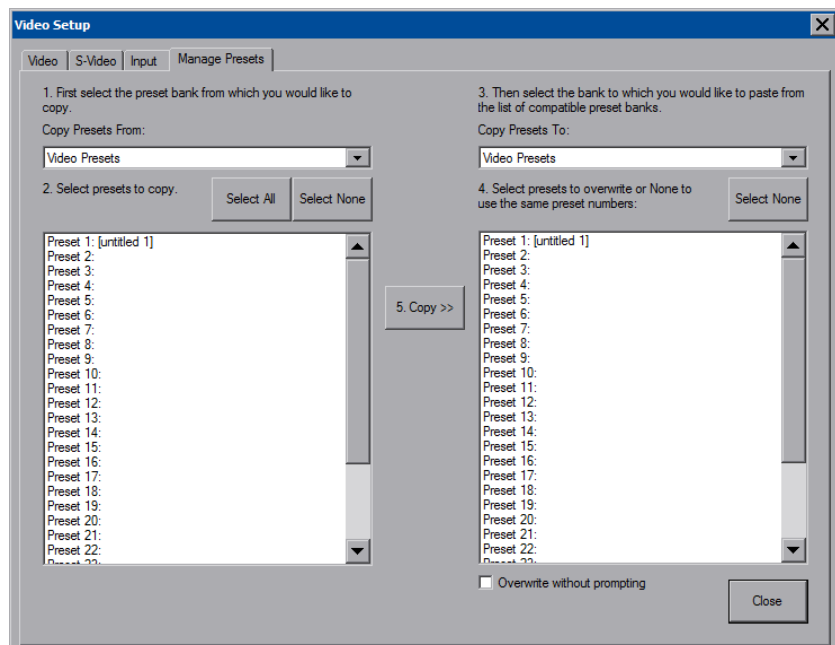 Video Setup
Video S-Video Input Manage Presets
1. First select the preset bank from which you would like to
copy.
Copy Presets From:
Video Presets
2. Select presets to copy.
Select All
Select None
Preset 1: [untitled 1]
Preset 2:
Preset 3:
Preset 4:
Preset 5:
Preset 6:
Preset 7:
Preset 8:
Preset 9:
Preset 10:
Preset 11:
Preset 12:
Preset 13:
Preset 14:
Preset 15:
Preset 16:
Preset 17:
Preset 18:
Preset 19:
Preset 20:
Preset 21:
Preset 22:
5. Copy >>
3. Then select the bank to which you would like to paste from
the list of compatible preset banks.
Copy Presets To:
Video Presets
4. Select presets to overwrite or None to
use the same preset numbers:
Select None
Preset 1: [untitled 1]
Preset 2:
Preset 3:
Preset 4:
Preset 5:
Preset 6:
Preset 7:
Preset 8:
Preset 9:
Preset 10:
Preset 11:
Preset 12:
Preset 13:
Preset 14:
Preset 15:
Preset 16:
Preset 17:
Preset 18:
Preset 19:
Preset 20:
Preset 21:
Preset 22:
Overwrite without prompting
Close